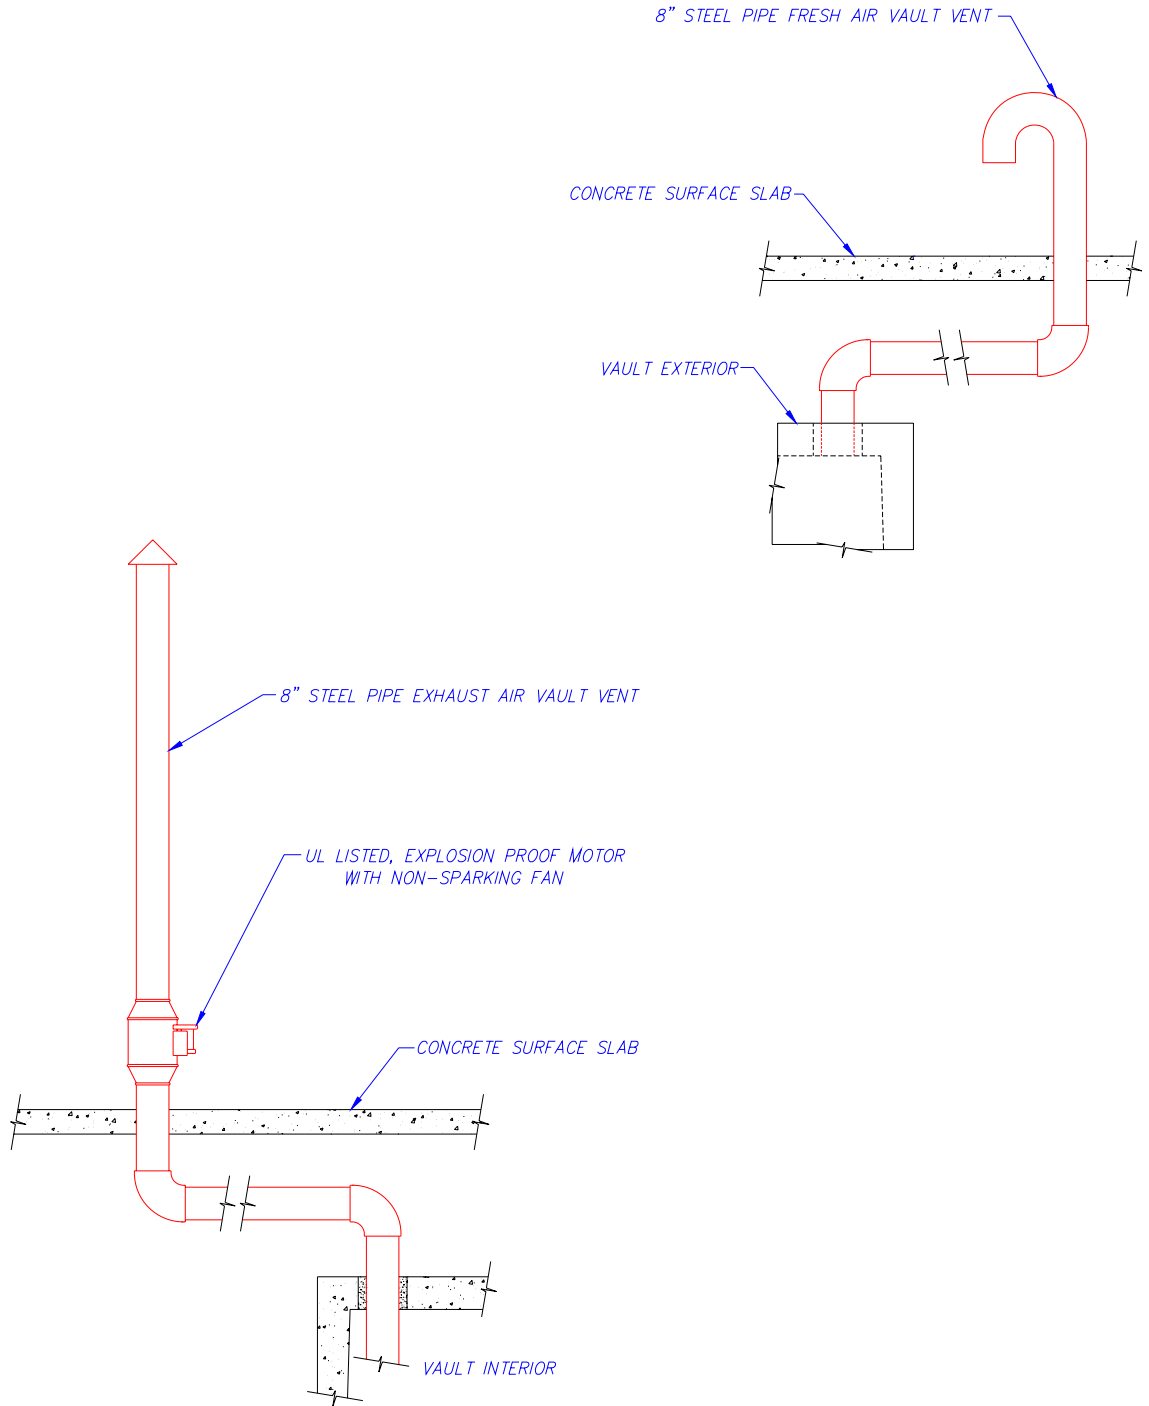 8” STEEL PIPE FRESH AIR VAULT VENT
CONCRETE SURFACE SLAB
VAULT EXTERIOR
8” STEEL PIPE EXHAUST AIR VAULT VENT
UL LISTED, EXPLOSION PROOF MOTOR
WITH NON-SPARKING FAN
CONCRETE SURFACE SLAB
VAULT INTERIOR